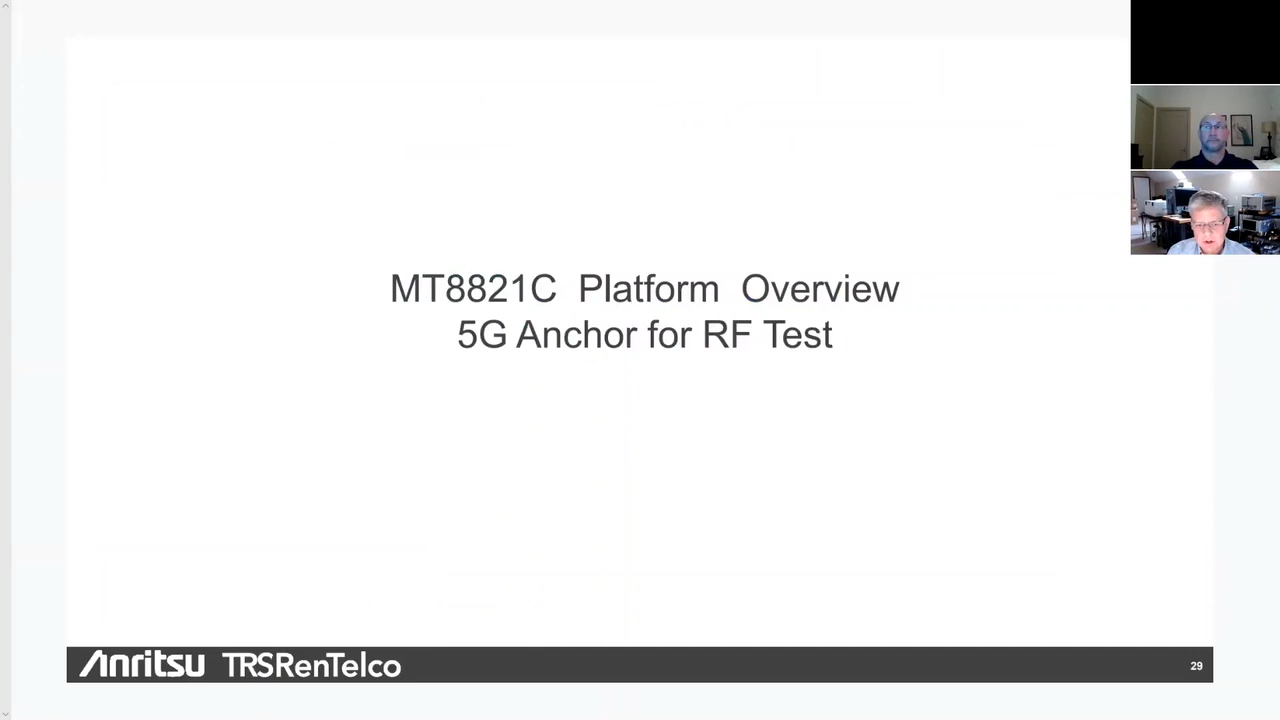 MT8821C Platform Overview
5G Anchor for RF Test
Anritsu TRSRenTelco
29